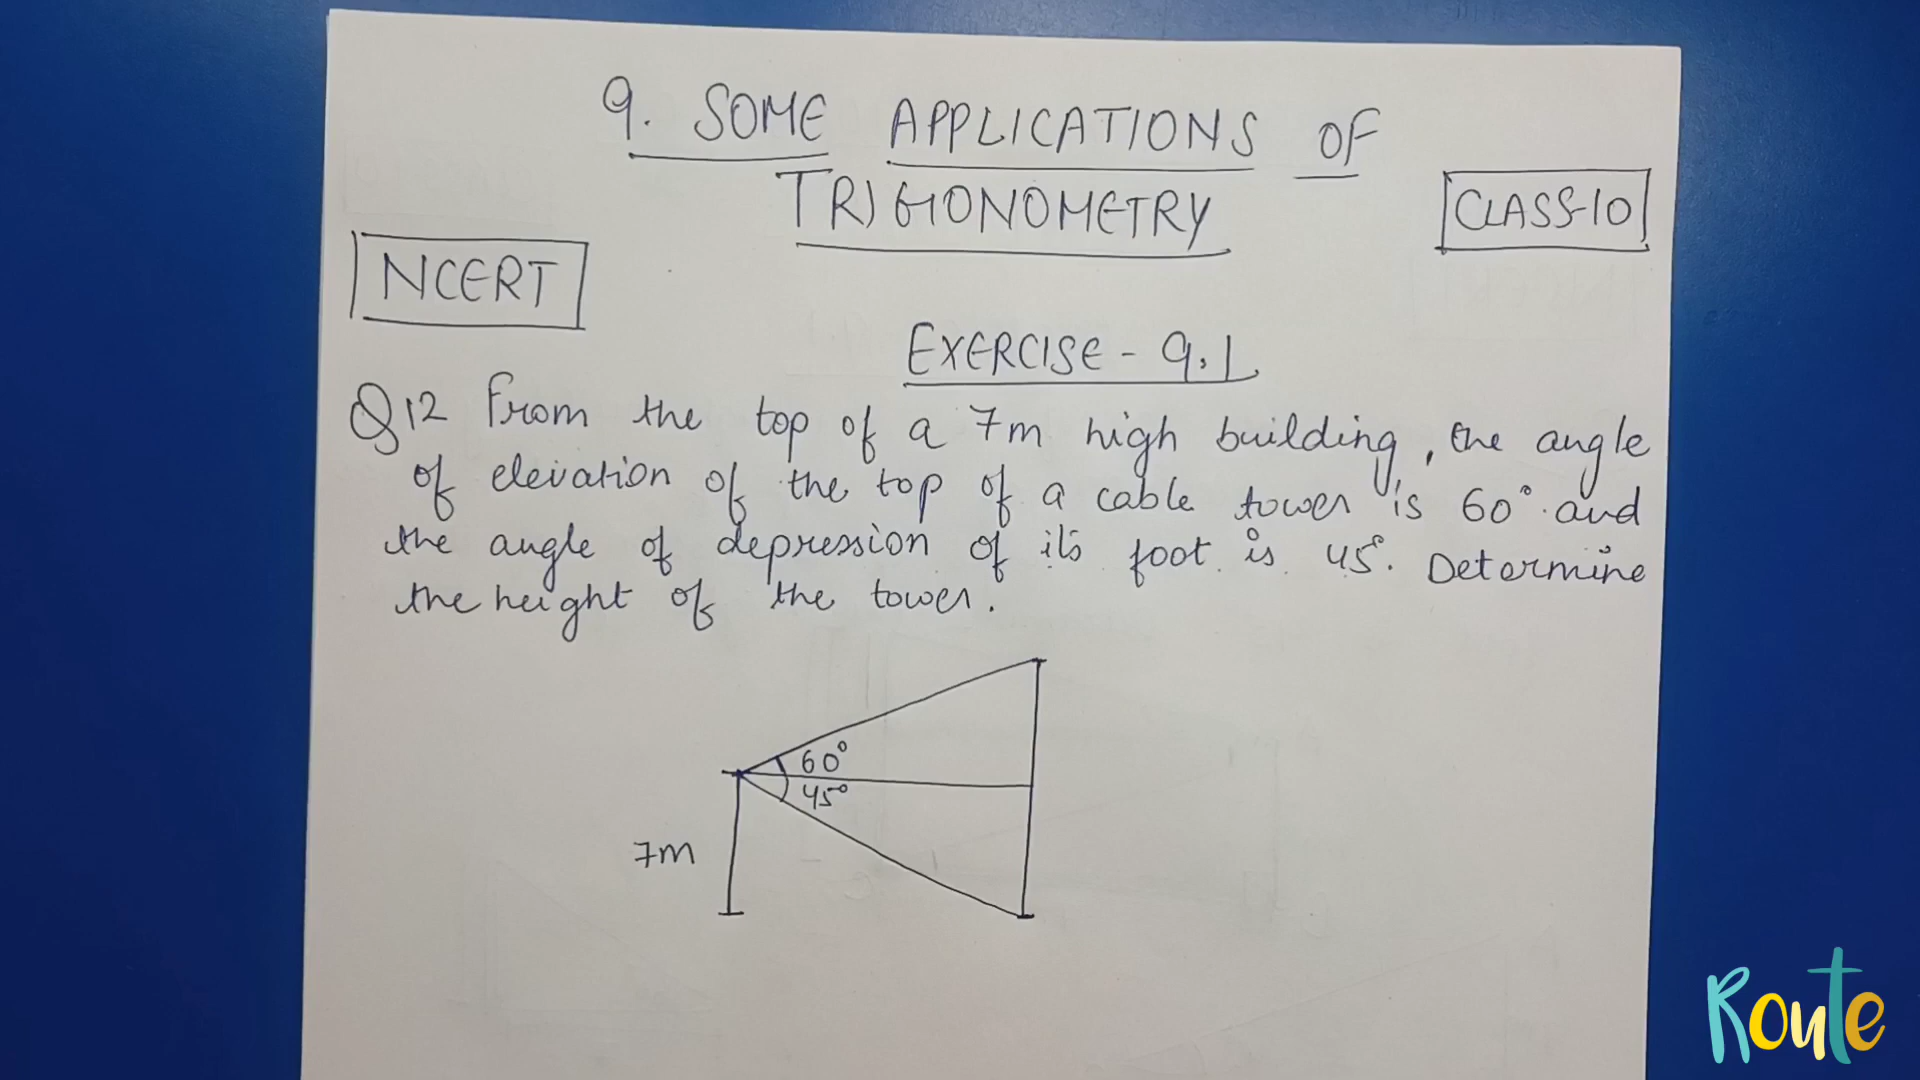 9. SOME APPLICATIONS OF
TRIGONOMETRY
CLASS-10
NCERT
EXERCISE - 9.1
Q12 From the top of a 7m high building, the angle
of elevation of the top of a cable tower is 60° and
the angle of depression of its foot is 45°. Determine
the height of the tower.
60°
45°
7m
Route